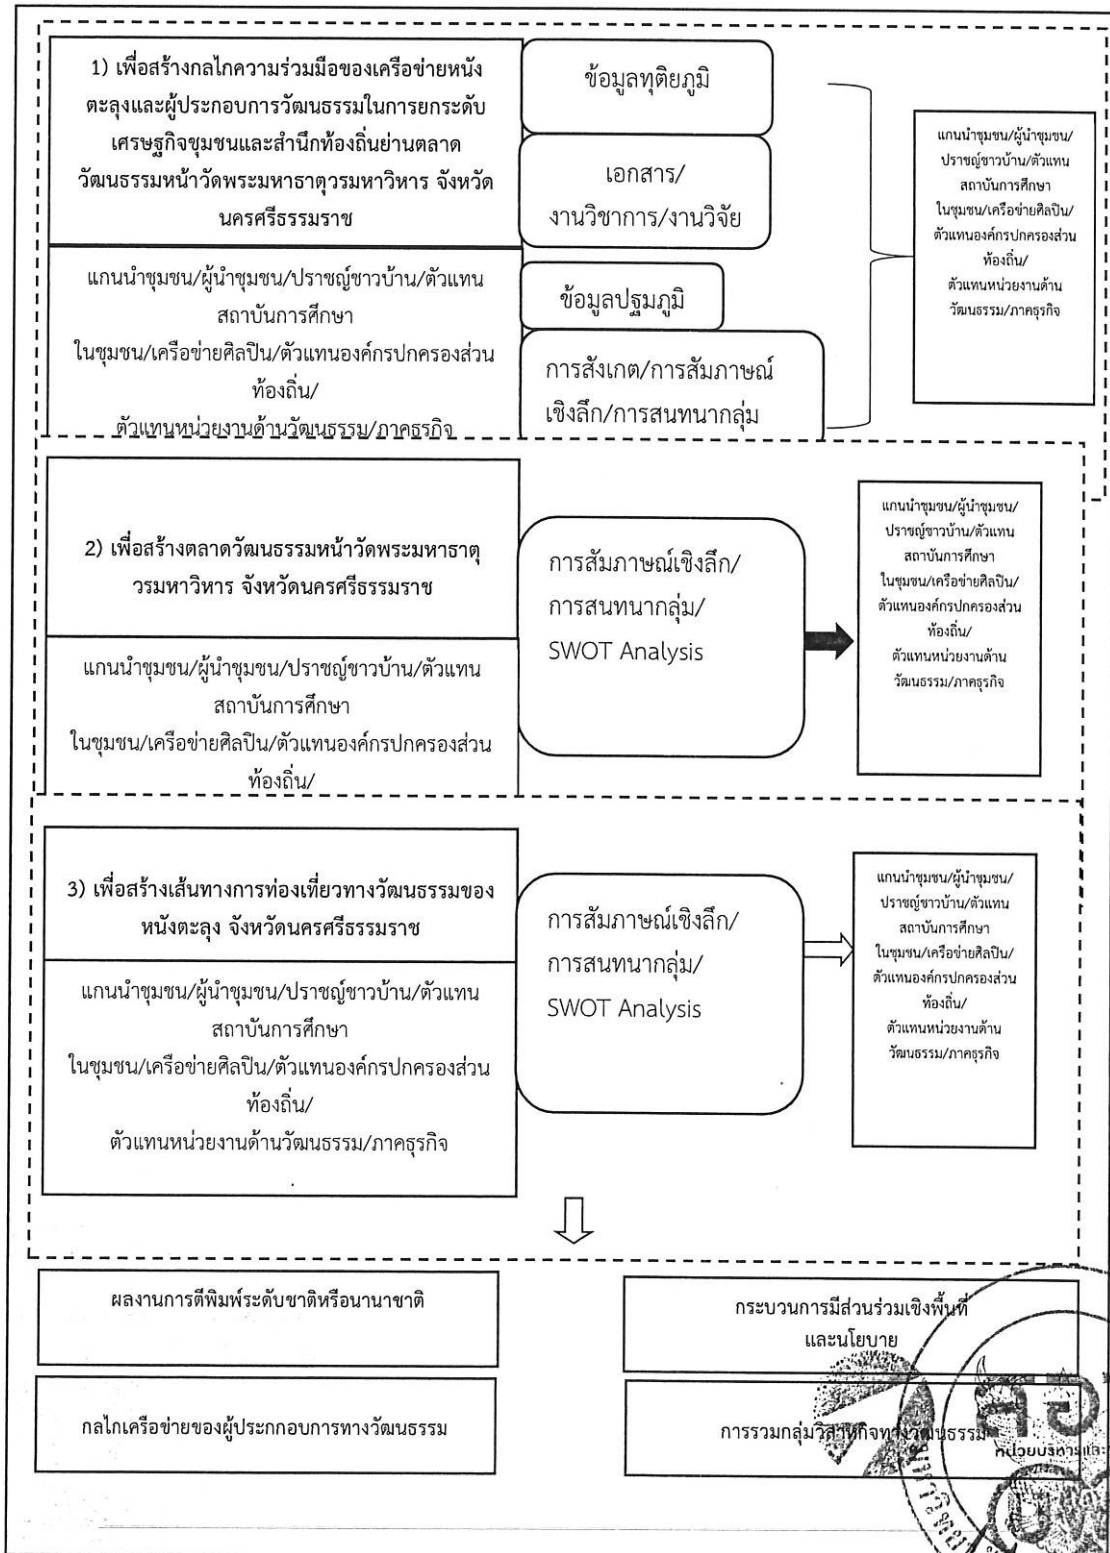 1) เพื่อสร้างกลไกความร่วมมือของเครือข่ายหนัง
ตะลุงและผู้ประกอบการวัฒนธรรมในการยกระดับ
เศรษฐกิจชุมชนและสำนึกท้องถิ่นย่านตลาด
วัฒนธรรมหน้าวัดพระมหาธาตุวรมหาวิหาร จังหวัด
นครศรีธรรมราช
แกนนำชุมชน/ผู้นำชุมชน/ปราชญ์ชาวบ้าน/ตัวแทน
สถาบันการศึกษา
ในชุมชน/เครือข่ายศิลปิน/ตัวแทนองค์กรปกครองส่วน
ท้องถิ่น/
ตัวแทนหน่วยงานด้านวัฒนธรรม/ภาคธุรกิจ
ข้อมูลทุติยภูมิ
เอกสาร/
งานวิชาการ/งานวิจัย
ข้อมูลปฐมภูมิ
การสังเกต/การสัมภาษณ์
เชิงลึก/การสนทนากลุ่ม
แกนนำชุมชน/ผู้นำชุมชน/
ปราชญ์ชาวบ้าน/ตัวแทน
สถาบันการศึกษา
ในชุมชน/เครือข่ายศิลปิน/
ตัวแทนองค์กรปกครองส่วน
ท้องถิ่น/
ตัวแทนหน่วยงานด้าน
วัฒนธรรม/ภาคธุรกิจ
2) เพื่อสร้างตลาดวัฒนธรรมหน้าวัดพระมหาธาตุ
วรมหาวิหาร จังหวัดนครศรีธรรมราช
แกนนำชุมชน/ผู้นำชุมชน/ปราชญ์ชาวบ้าน/ตัวแทน
สถาบันการศึกษา
ในชุมชน/เครือข่ายศิลปิน/ตัวแทนองค์กรปกครองส่วน
ท้องถิ่น/
การสัมภาษณ์เชิงลึก/
การสนทนากลุ่ม/
SWOT Analysis
แกนนำชุมชน/ผู้นำชุมชน/
ปราชญ์ชาวบ้าน/ตัวแทน
สถาบันการศึกษา
ในชุมชน/เครือข่ายศิลปิน/
ตัวแทนองค์กรปกครองส่วน
ท้องถิ่น/
ตัวแทนหน่วยงานด้าน
วัฒนธรรม/ภาคธุรกิจ
3) เพื่อสร้างเส้นทางการท่องเที่ยวทางวัฒนธรรมของ
หนังตะลุง จังหวัดนครศรีธรรมราช
แกนนำชุมชน/ผู้นำชุมชน/ปราชญ์ชาวบ้าน/ตัวแทน
สถาบันการศึกษา
ในชุมชน/เครือข่ายศิลปิน/ตัวแทนองค์กรปกครองส่วน
ท้องถิ่น/
ตัวแทนหน่วยงานด้านวัฒนธรรม/ภาคธุรกิจ
การสัมภาษณ์เชิงลึก/
การสนทนากลุ่ม/
SWOT Analysis
แกนนำชุมชน/ผู้นำชุมชน/
ปราชญ์ชาวบ้าน/ตัวแทน
สถาบันการศึกษา
ในชุมชน/เครือข่ายศิลปิน/
ตัวแทนองค์กรปกครองส่วน
ท้องถิ่น/
ตัวแทนหน่วยงานด้าน
วัฒนธรรม/ภาคธุรกิจ
ผลงานการตีพิมพ์ระดับชาติหรือนานาชาติ
กระบวนการมีส่วนร่วมเชิงพื้นที่
และนโยบาย
กลไกเครือข่ายของผู้ประกกอบการทางวัฒนธรรม
การรวมกลุ่มวิสาหกิจทางวัฒนธรรม